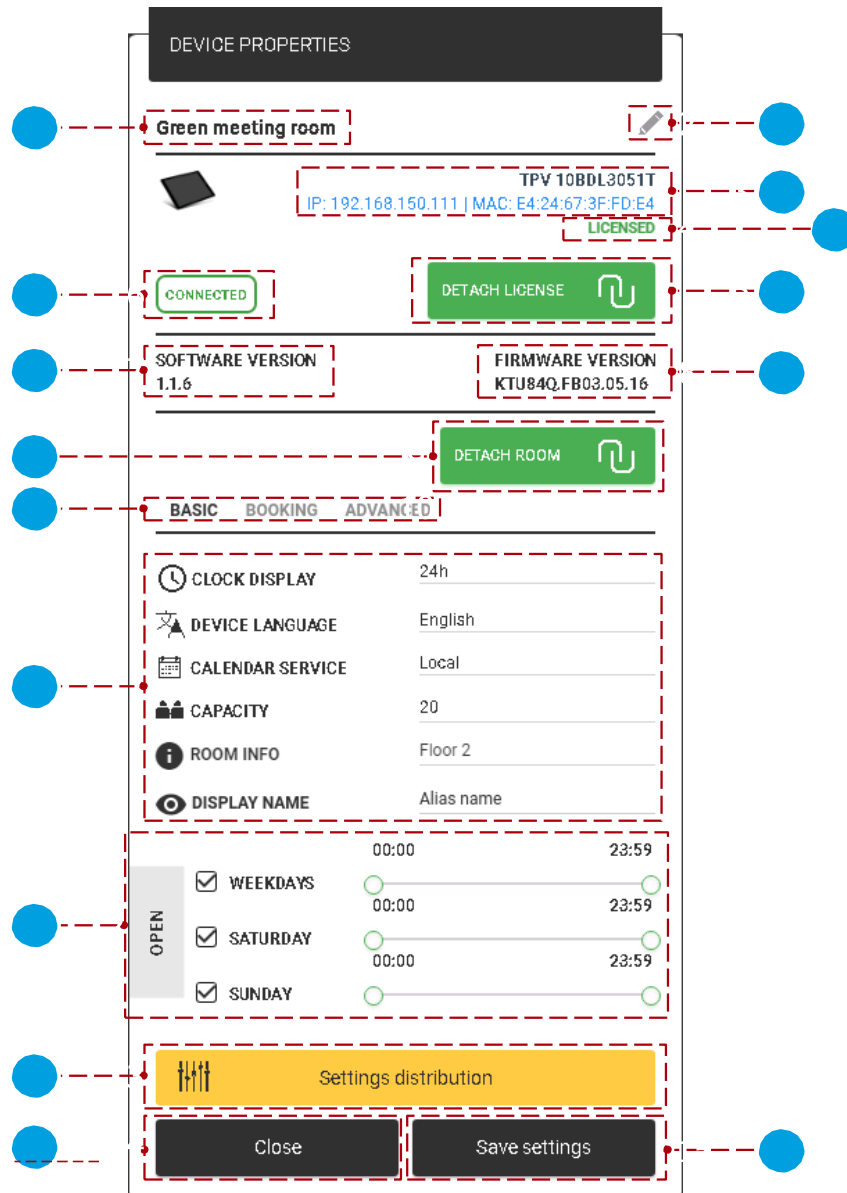 DEVICE PROPERTIES
Green meeting room
TPV 10BDL3051T
IP: 192.168.150.111 | MAC: E4:24:67:3F:FD:E4
LICENSED
CONNECTED
DETACH LICENSE
SOFTWARE VERSION
1.1.6
FIRMWARE VERSION
KTU84Q.FB03.05.16
DETACH ROOM
BASIC BOOKING ADVANCED
CLOCK DISPLAY 24h
DEVICE LANGUAGE English
CALENDAR SERVICE Local
CAPACITY 20
ROOM INFO Floor 2
DISPLAY NAME Alias name
OPEN
00:00 23:59
WEEKDAYS
00:00 23:59
SATURDAY
00:00 23:59
SUNDAY
Settings distribution
Close
Save settings